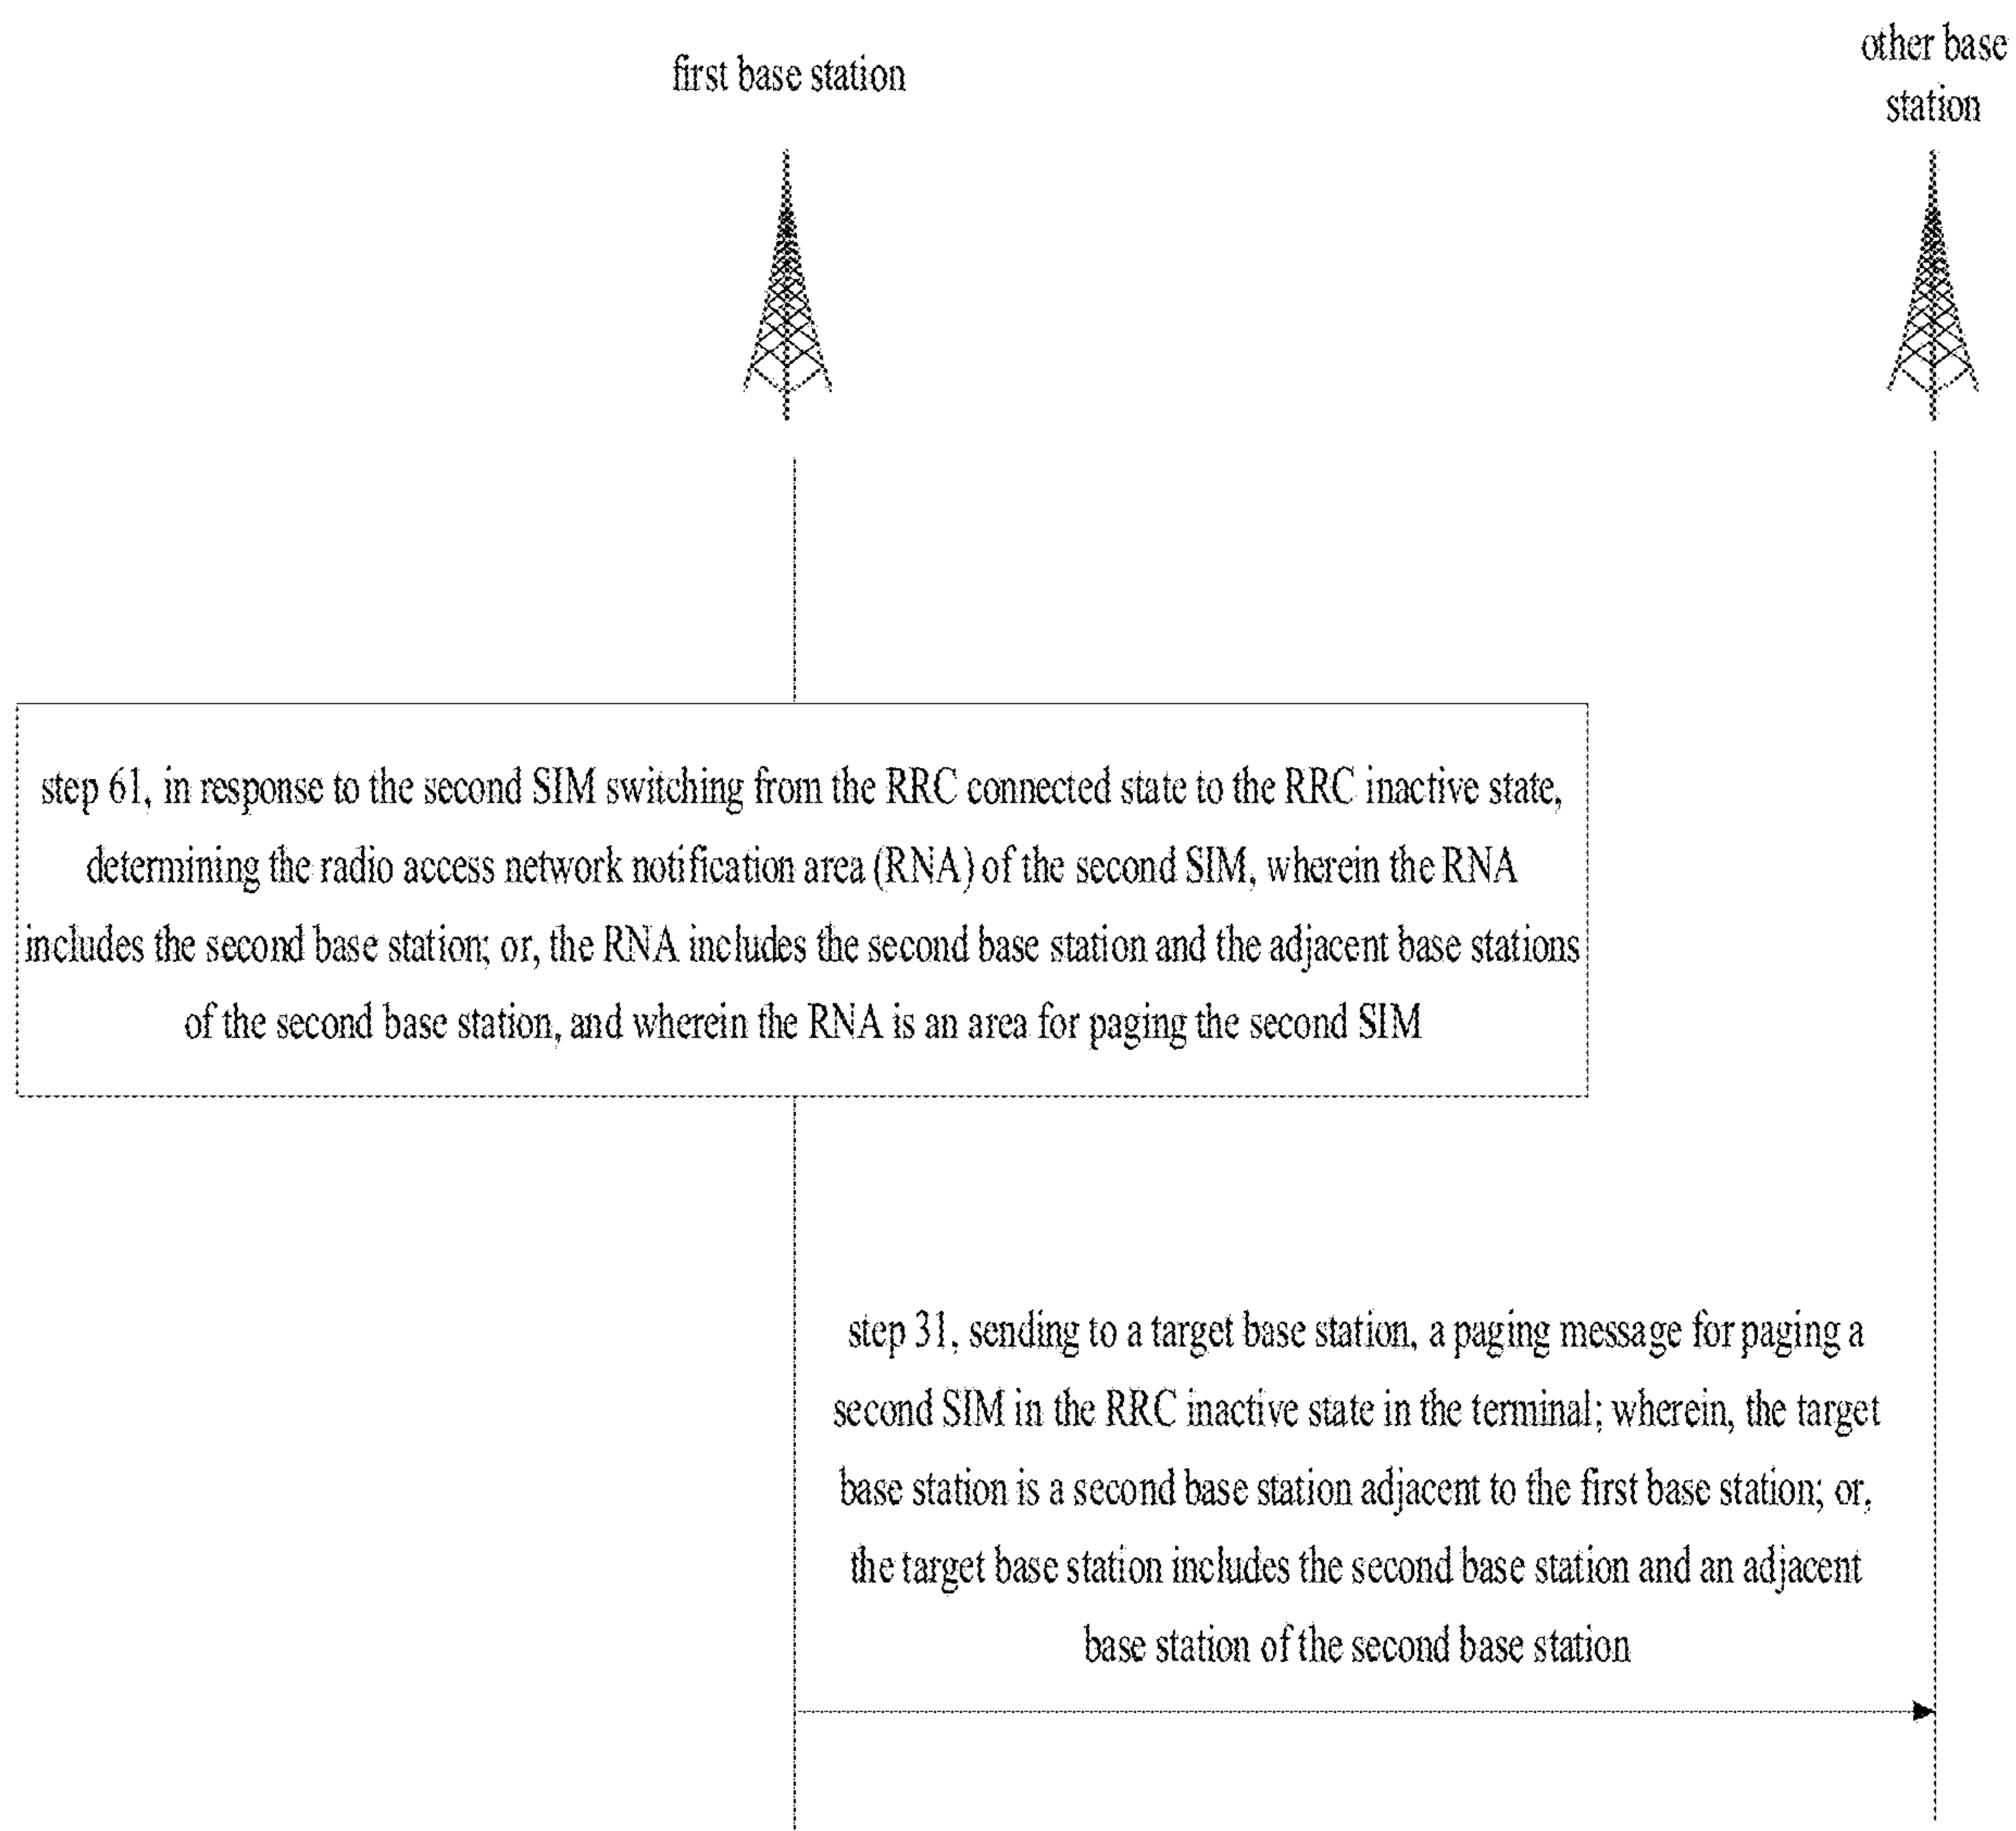 first base station
other base
station
step 61, in response to the second SIM switching from the RRC connected state to the RRC inactive state,
determining the radio access network notification area (RNA) of the second SIM, wherein the RNA
includes the second base station; or, the RNA includes the second base station and the adjacent base stations
of the second base station, and wherein the RNA is an area for paging the second SIM
step 31, sending to a target base station, a paging message for paging a
second SIM in the RRC inactive state in the terminal; wherein, the target
base station is a second base station adjacent to the first base station; or,
the target base station includes the second base station and an adjacent
base station of the second base station